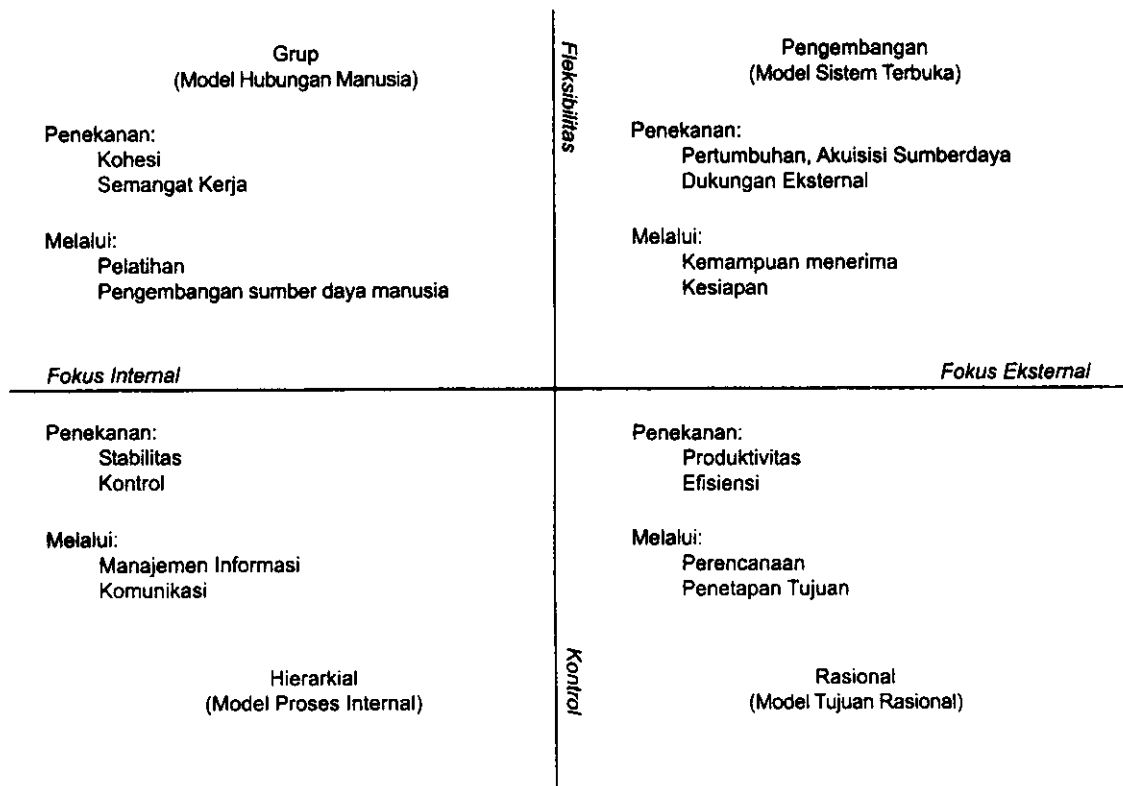 Grup
(Model Hubungan Manusia)
Penekanan:
Kohesi
Semangat Kerja
Melalui:
Pelatihan
Pengembangan sumber daya manusia
Fleksibilitas
Pengembangan
(Model Sistem Terbuka)
Penekanan:
Pertumbuhan, Akuisisi Sumberdaya
Dukungan Eksternal
Melalui:
Kemampuan menerima
Kesiapan
Fokus Internal
Fokus Eksternal
Penekanan:
Stabilitas
Kontrol
Melalui:
Manajemen Informasi
Komunikasi
Hierarkial
(Model Proses Internal)
Kontrol
Penekanan:
Produktivitas
Efisiensi
Melalui:
Perencanaan
Penetapan Tujuan
Rasional
(Model Tujuan Rasional)